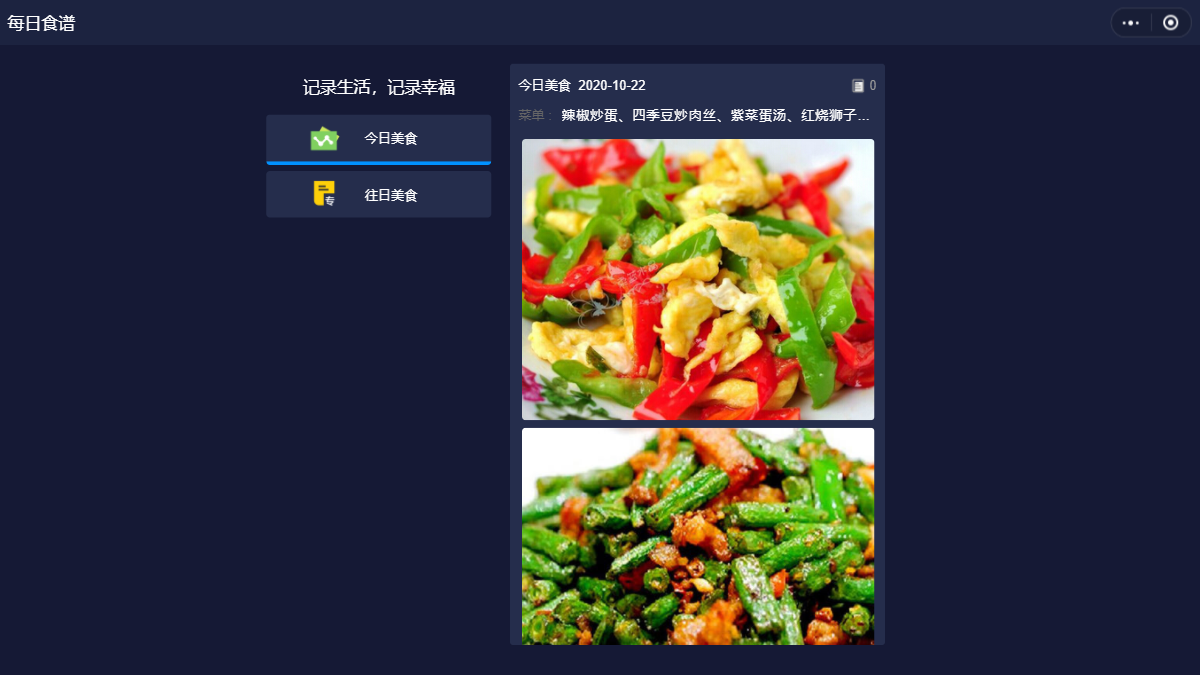 每日食谱
记录生活，记录幸福
今日美食
往日美食
专
今日美食 2020-10-22
0
菜单：辣椒炒蛋、四季豆炒肉丝、紫菜蛋汤、红烧狮子...